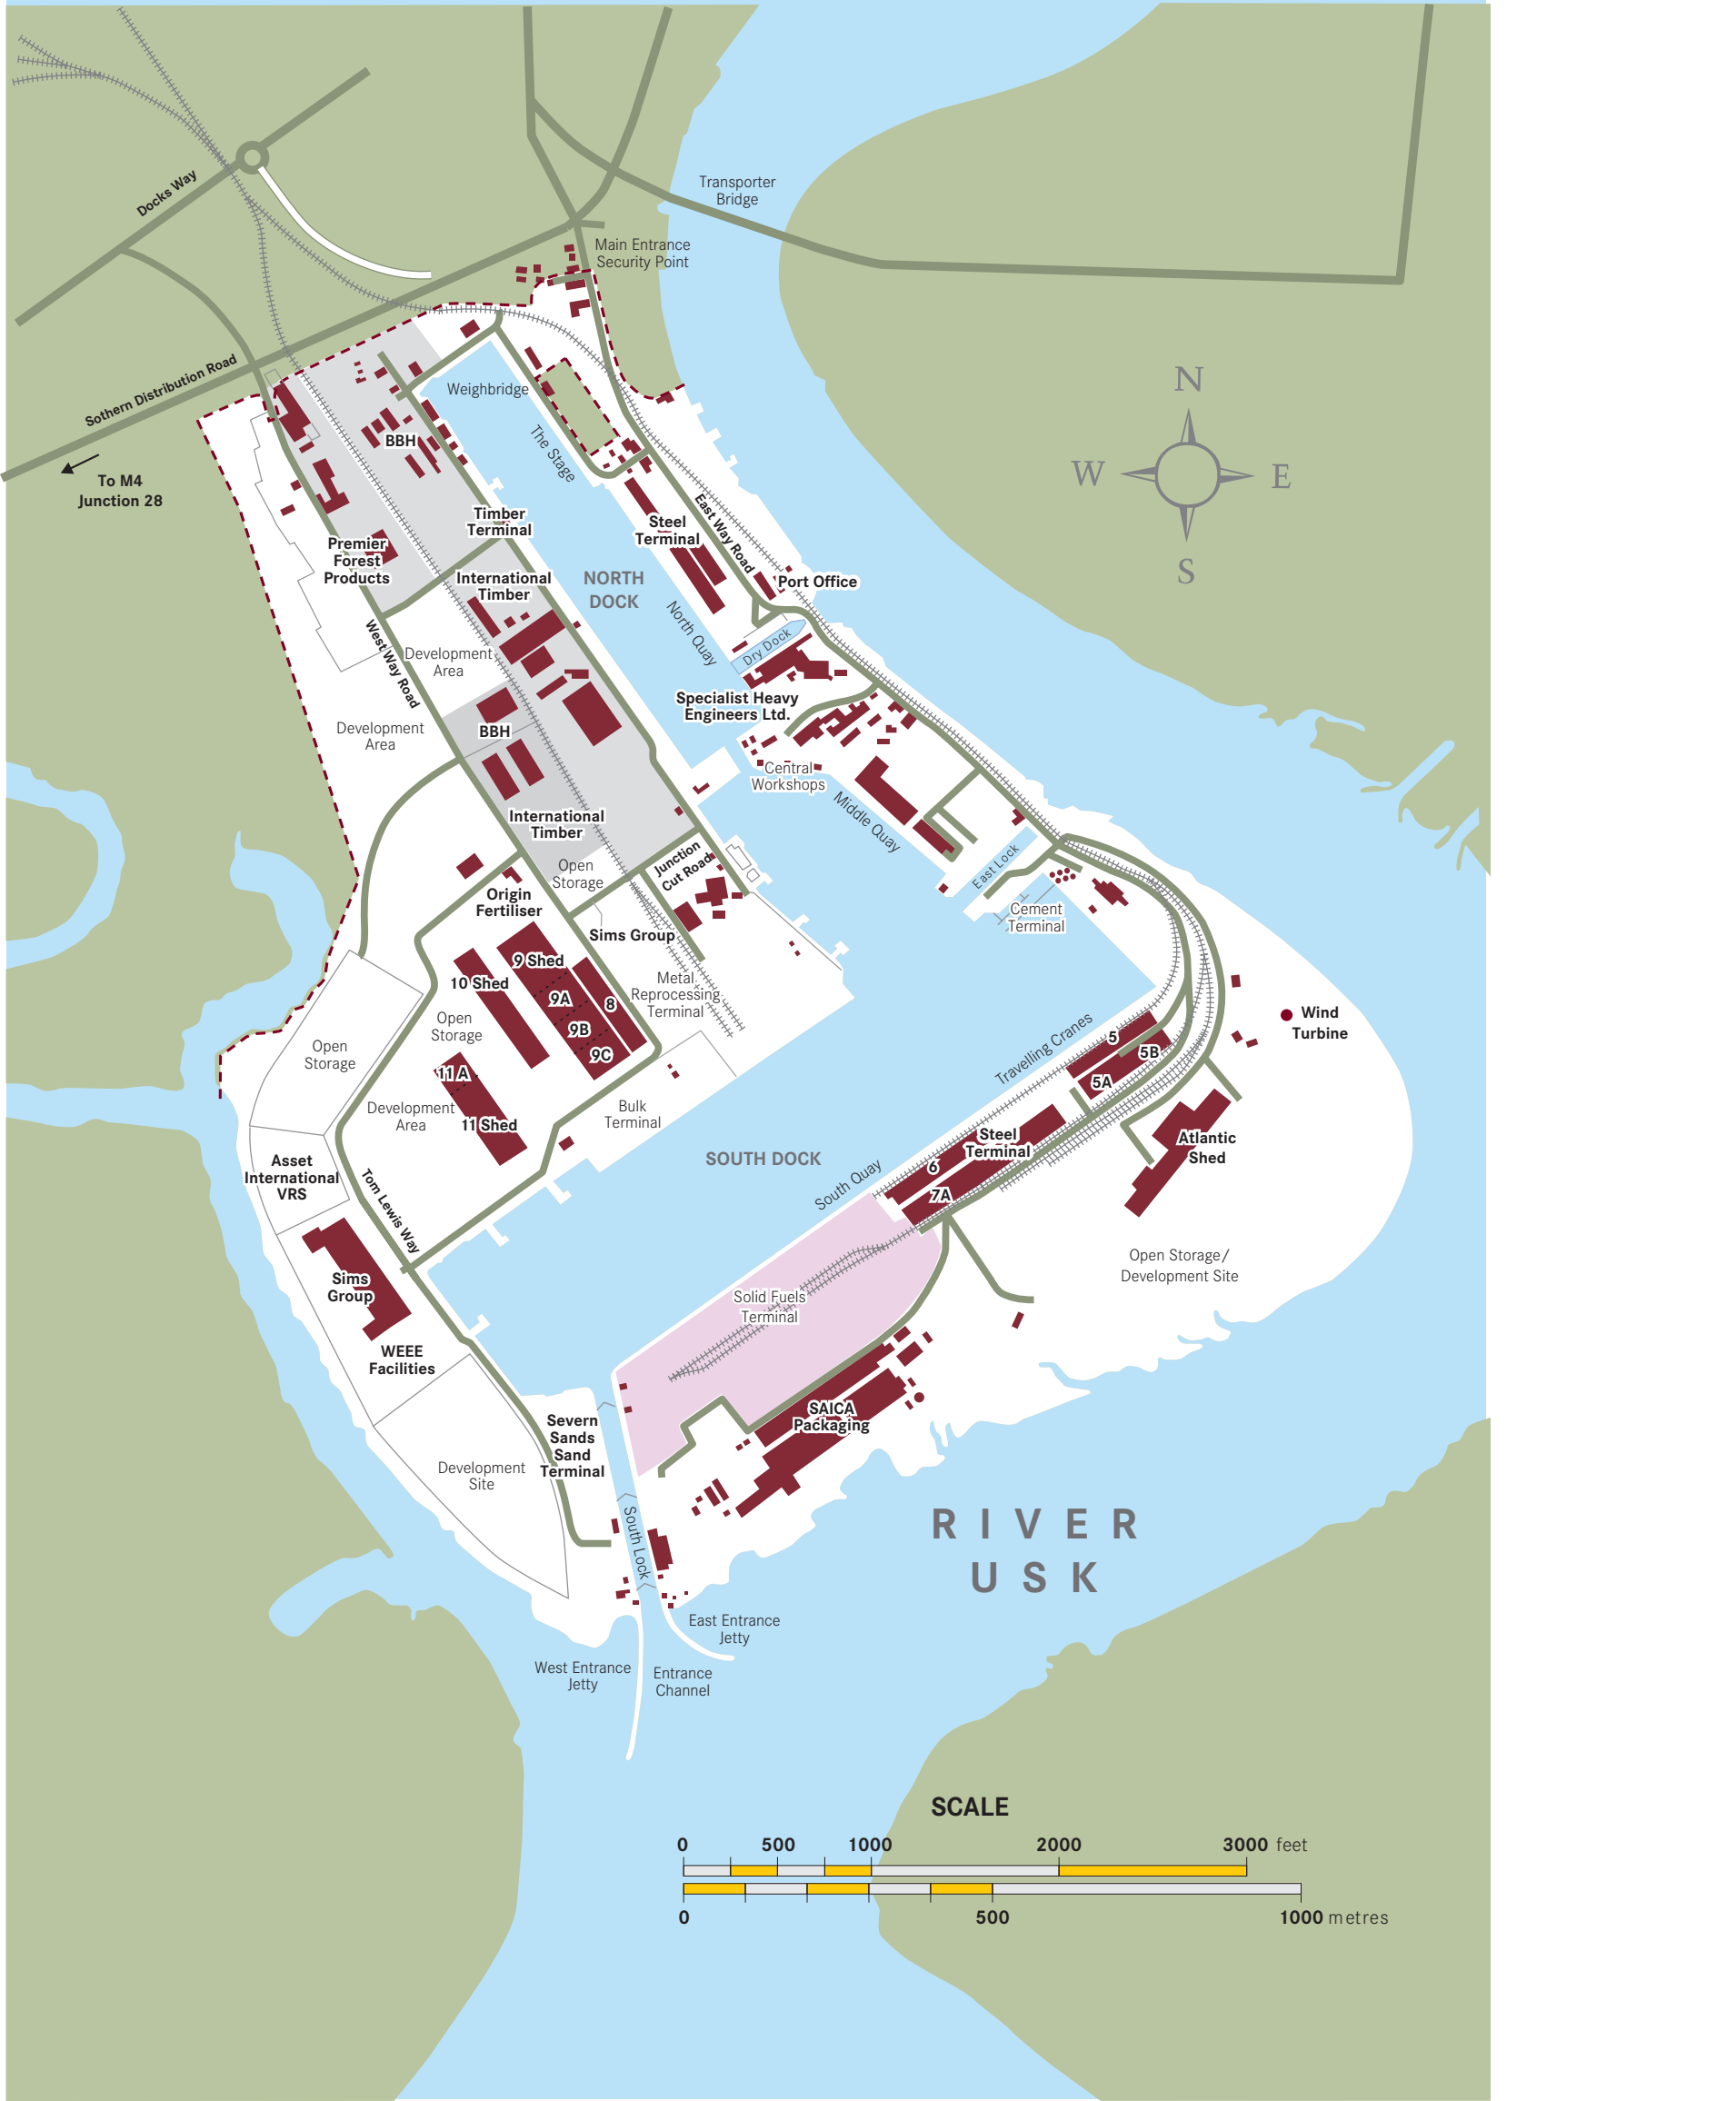 Docks Way
Transporter
Bridge
Main Entrance
Security Point
Sothern Distribution Road
To M4
Junction 28
Weighbridge
The Stage
BBH
N
W
E
S
Timber
Terminal
Steel
Terminal
East Way Road
Premier
Forest
Products
International
Timber
NORTH
DOCK
Port Office
North Quay
Dry Dock
West Way Road
Development
Area
Specialist Heavy
Engineers Ltd.
Development
Area
BBH
Central
Workshops
Middle Quay
International
Timber
Open
Storage
Junction
Cut Road
East Lock
Cement
Terminal
Origin
Fertiliser
Sims Group
9 Shed
10 Shed
9A
8
9B
9C
Metal
Reprocessing
Terminal
Open
Storage
Open
Storage
Wind
Turbine
Travelling Cranes
5
5B
5A
11 A
11 Shed
Development
Area
Bulk
Terminal
Steel
Terminal
Atlantic
Shed
SOUTH DOCK
South Quay
6
7A
Asset
International
VRS
Tom Lewis Way
Open Storage/
Development Site
Sims
Group
Solid Fuels
Terminal
WEEE
Facilities
SAICA
Packaging
Severn
Sands
Sand
Terminal
Development
Site
South Lock
RIVER
USK
East Entrance
Jetty
West Entrance
Jetty
Entrance
Channel
SCALE
0 500 1000 2000 3000 feet
0 500 1000 metres